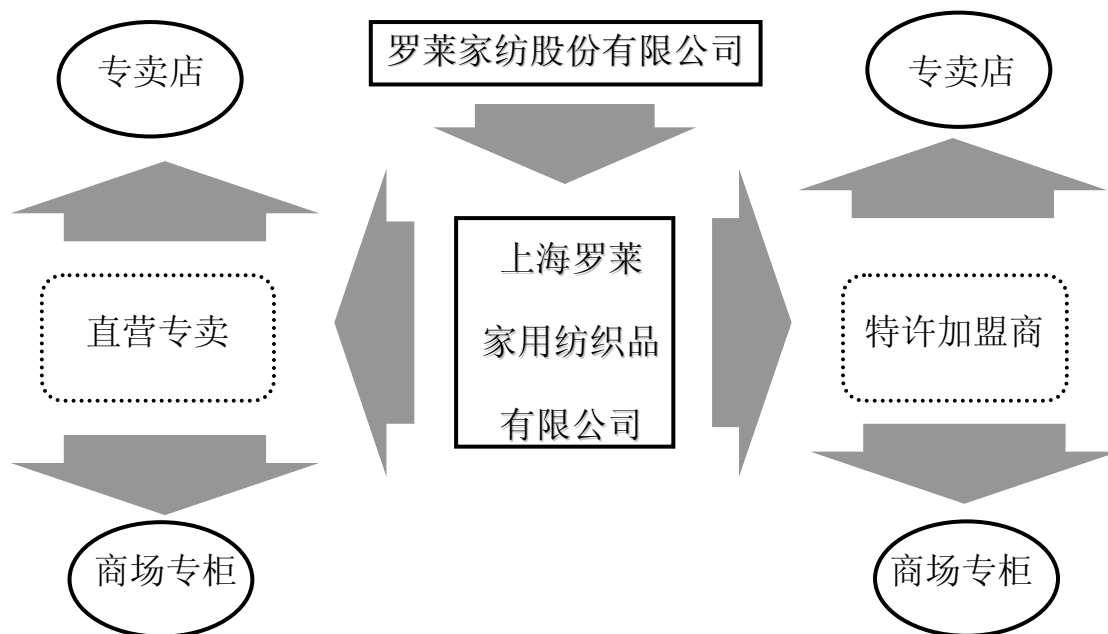 专卖店
罗莱家纺股份有限公司
专卖店
上海罗莱
家用纺织品
有限公司
直营专卖
特许加盟商
商场专柜
商场专柜